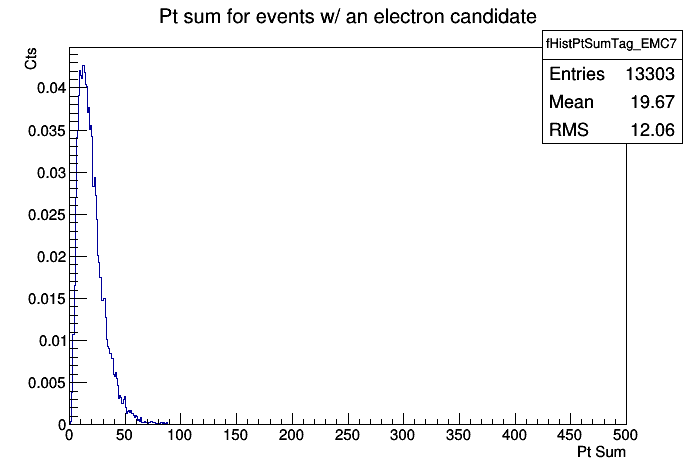 Pt sum for events w/ an electron candidate
fHistPtSumTag_EMC7
Entries 13303
Mean 19.67
RMS 12.06
Cts
0.04
0.035
0.03
0.025
0.02
0.015
0.01
0.005
0
0 50 100 150 200 250 300 350 400 450 500
Pt Sum